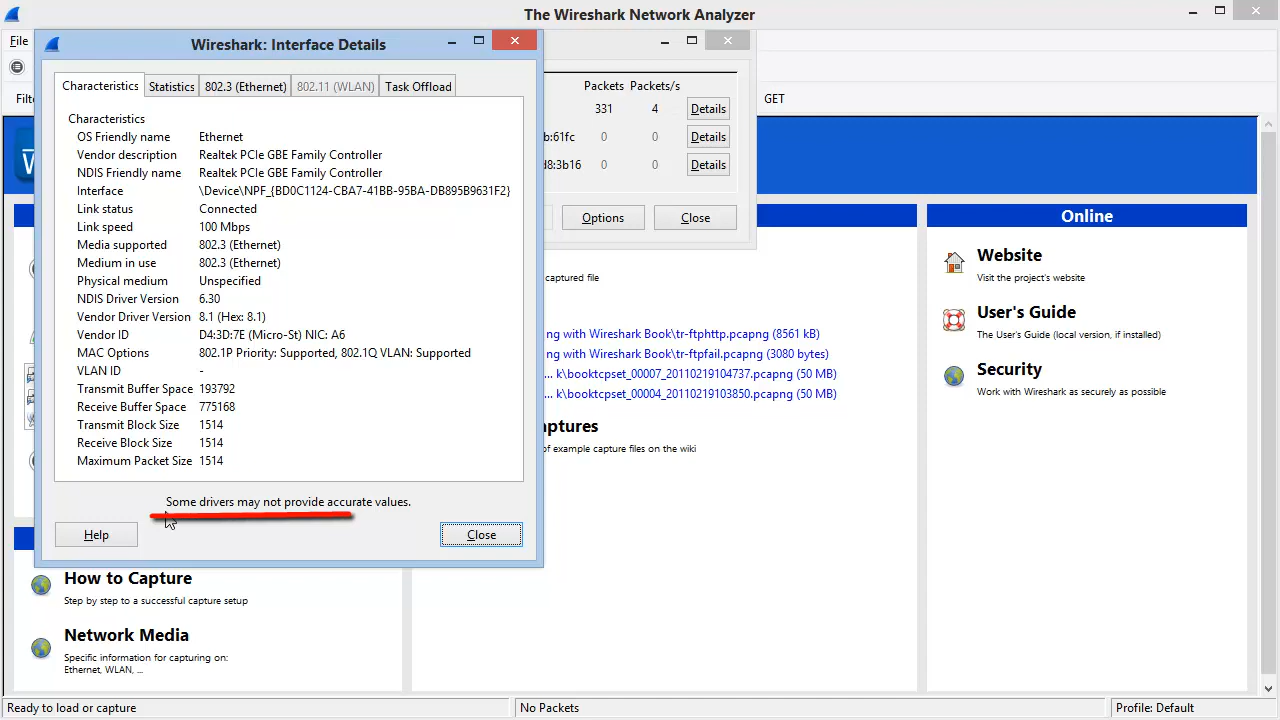 The Wireshark Network Analyzer
File
Wireshark: Interface Details
Characteristics
Statistics
802.3 (Ethernet)
802.11 (WLAN)
Task Offload
Characteristics
OS Friendly name Ethernet
Vendor description Realtek PCIe GBE Family Controller
NDIS Friendly name Realtek PCIe GBE Family Controller
Interface \Device\NPF_{BD0C1124-CBA7-41BB-95BA-DB895B9631F2}
Link status Connected
Link speed 100 Mbps
Media supported 802.3 (Ethernet)
Medium in use 802.3 (Ethernet)
Physical medium Unspecified
NDIS Driver Version 6.30
Vendor Driver Version 8.1 (Hex: 8.1)
Vendor ID D4:3D:7E (Micro-St) NIC: A6
MAC Options 802.1P Priority: Supported, 802.1Q VLAN: Supported
VLAN ID -
Transmit Buffer Space 193792
Receive Buffer Space 775168
Transmit Block Size 1514
Receive Block Size 1514
Maximum Packet Size 1514
Some drivers may not provide accurate values.
Help
Close
Packets Packets/s
331 4 Details
b:61fc 0 0 Details
d8:3b16 0 0 Details
Options
Close
Filt
GET
W
captured file
ng with Wireshark Book\tr-ftphttp.pcapng (8561 kB)
ng with Wireshark Book\tr-ftpfail.pcapng (3080 bytes)
... k\booktcpset_00007_20110219104737.pcapng (50 MB)
... k\booktcpset_00004_20110219103850.pcapng (50 MB)
aptures
of example capture files on the wiki
Online
Website
Visit the project's website
User's Guide
The User's Guide (local version, if installed)
Security
Work with Wireshark as securely as possible
How to Capture
Step by step to a successful capture setup
Network Media
Specific information for capturing on:
Ethernet, WLAN, ...
Ready to load or capture
No Packets
Profile: Default